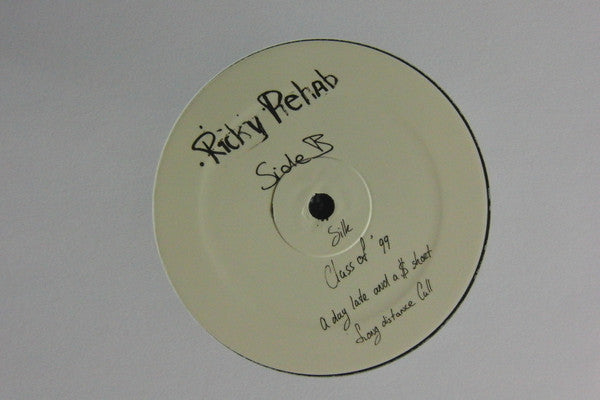 Ricky Rehab
Side B
Silk
Class of '99
a day late and a $ short
Long distance Call